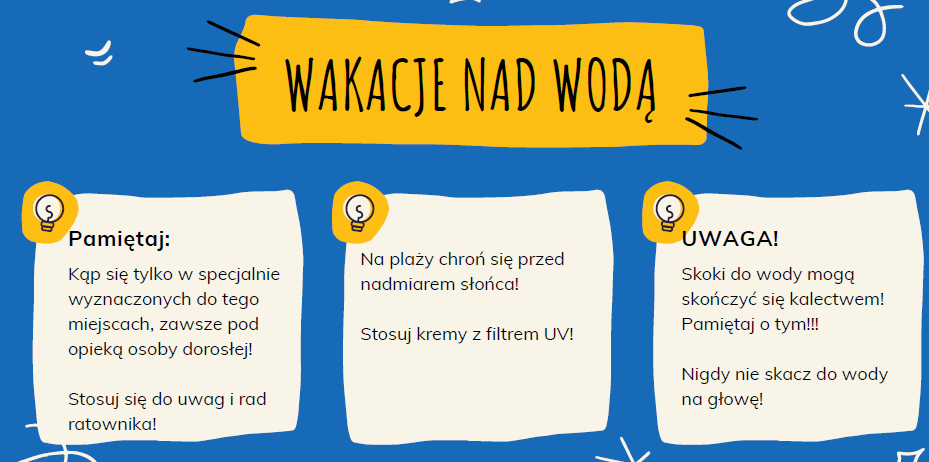 WAKACJE NAD WODĄ
Pamiętaj:
Kąp się tylko w specjalnie
wyznaczonych do tego
miejscach, zawsze pod
opieką osoby dorosłej!
Stosuj się do uwag i rad
ratownika!
Na plaży chroń się przed
nadmiarem słońca!
Stosuj kremy z filtrem UV!
UWAGA!
Skoki do wody mogą
skończyć się kalectwem!
Pamiętaj o tym!!!
Nigdy nie skacz do wody
na głowę!